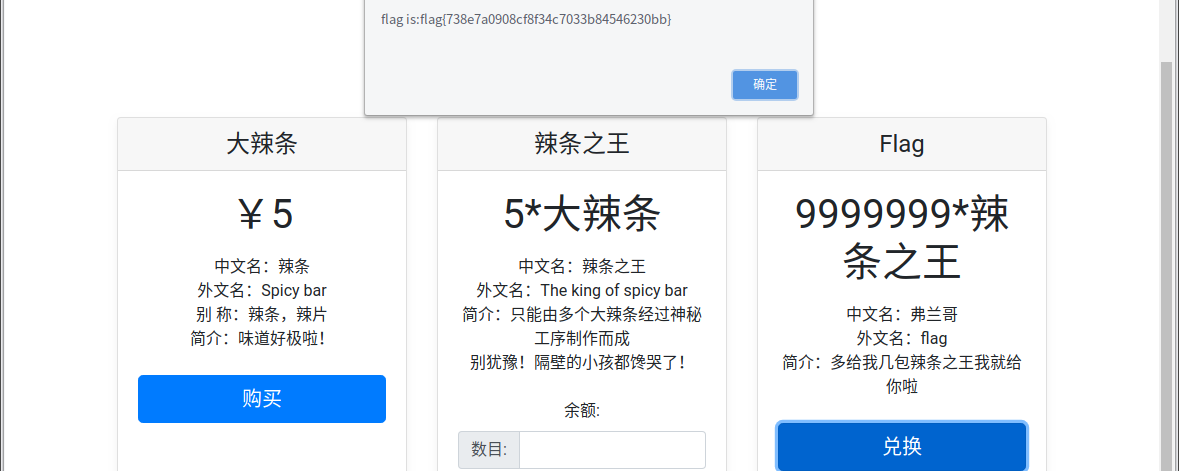 flag is:flag{738e7a0908cf8f34c7033b84546230bb}
确定
大辣条
￥5
中文名：辣条
外文名：Spicy bar
别 称：辣条，辣片
简介：味道好极啦！
购买
辣条之王
5*大辣条
中文名：辣条之王
外文名：The king of spicy bar
简介：只能由多个大辣条经过神秘
工序制作而成
别犹豫！隔壁的小孩都馋哭了！
余额:
数目:
Flag
9999999*辣
条之王
中文名：弗兰哥
外文名：flag
简介：多给我几包辣条之王我就给
你啦
兑换